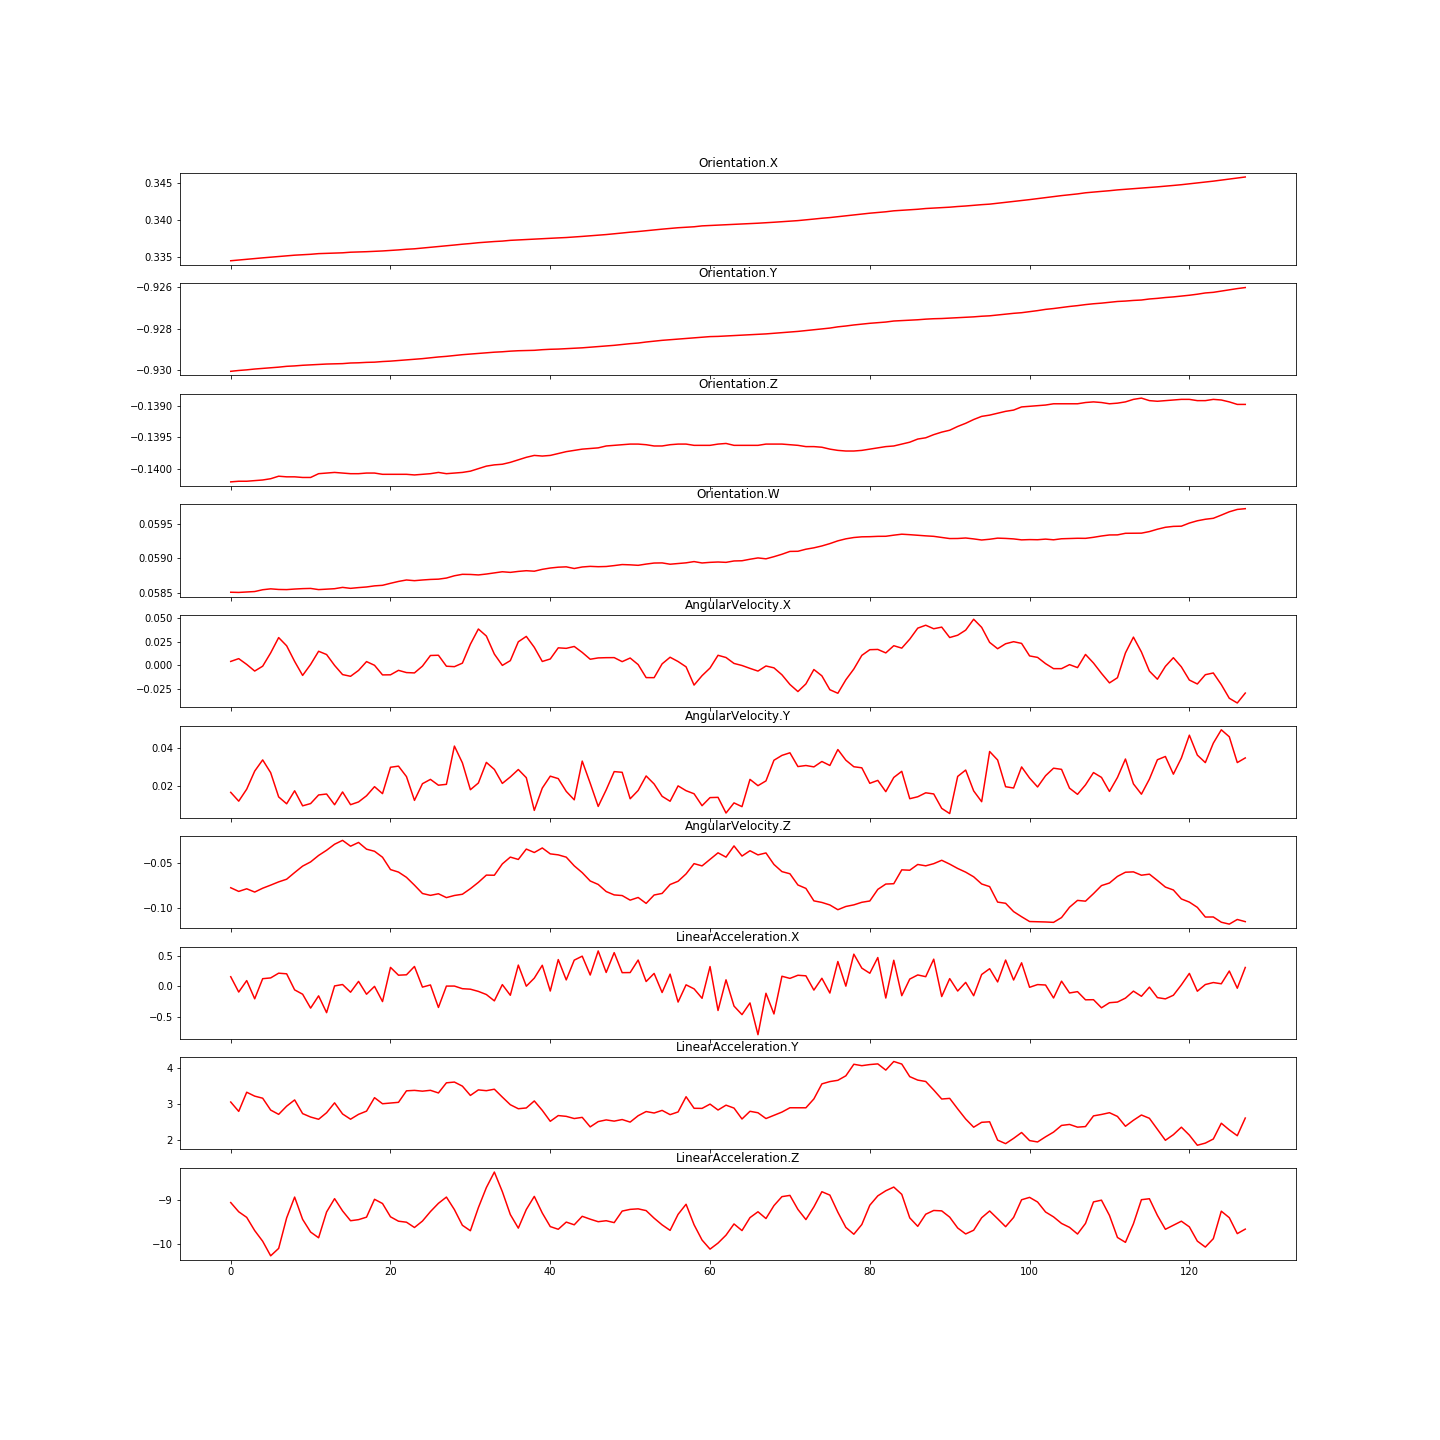 Orientation.X
0.345
0.340
0.335
Orientation.Y
−0.926
−0.928
−0.930
Orientation.Z
−0.1390
−0.1395
−0.1400
Orientation.W
0.0595
0.0590
0.0585
AngularVelocity.X
0.050
0.025
0.000
−0.025
AngularVelocity.Y
0.04
0.02
AngularVelocity.Z
−0.05
−0.10
LinearAcceleration.X
0.5
0.0
−0.5
LinearAcceleration.Y
4
3
2
LinearAcceleration.Z
−9
−10
0 20 40 60 80 100 120